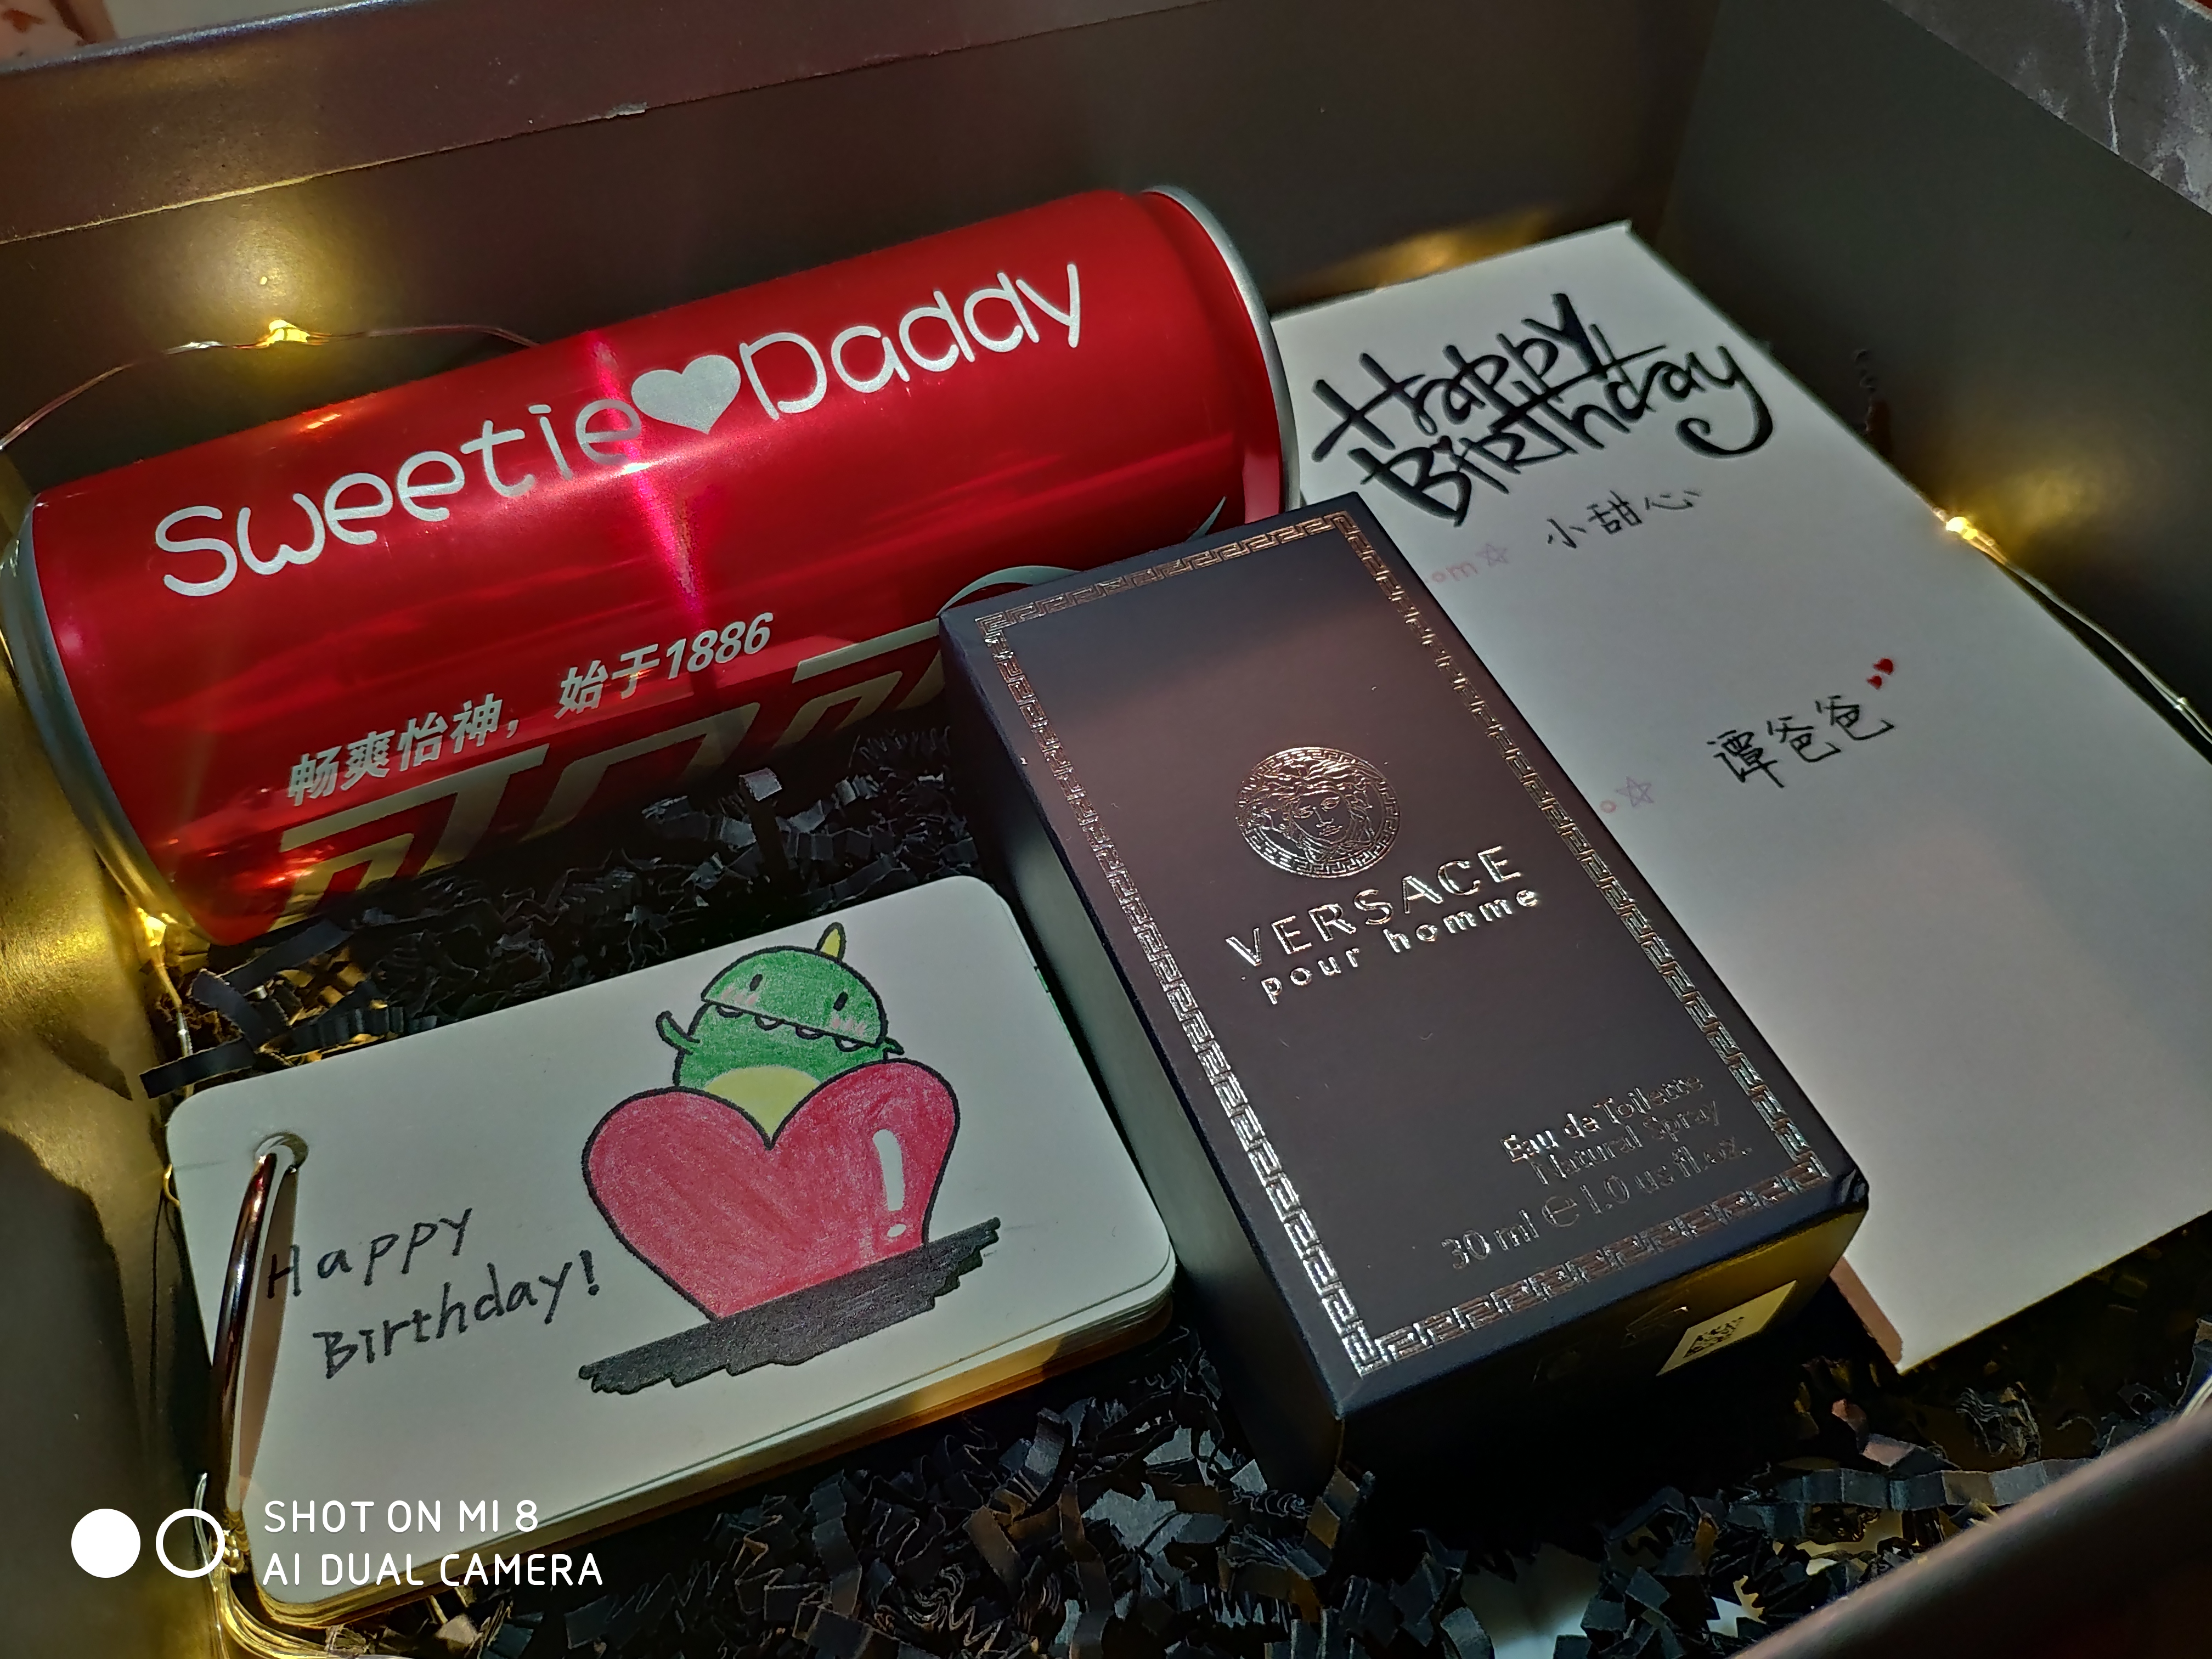 Sweetie♥Daddy
畅爽怡神，始于1886
Happy
Birthday
om☆ 小甜心
o☆ 谭爸爸
VERSACE
pour homme
Eau de Toilette
Natural Spray
30 ml e 1.0 us fl.oz.
Happy
Birthday!
SHOT ON MI 8
AI DUAL CAMERA